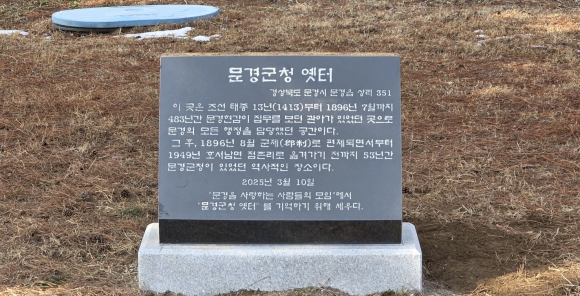 문경군청 옛터
경상북도 문경시 문경읍 상리 351
이 곳은 조선 태종 13년(1413)부터 1896년 7월까지
483년간 문경현감이 집무를 보던 관아가 있었던 곳으로
문경의 모든 행정을 담당했던 공간이다.
그 후, 1896년 8월 군제(郡制)로 편제되면서부터
1949년 호서남면 점촌리로 옮겨가기 전까지 53년간
문경군청이 있었던 역사적인 장소이다.
2025년 3월 10일
'문경을 사랑하는 사람들의 모임'에서
'문경군청 옛터'를 기억하기 위해 세우다.